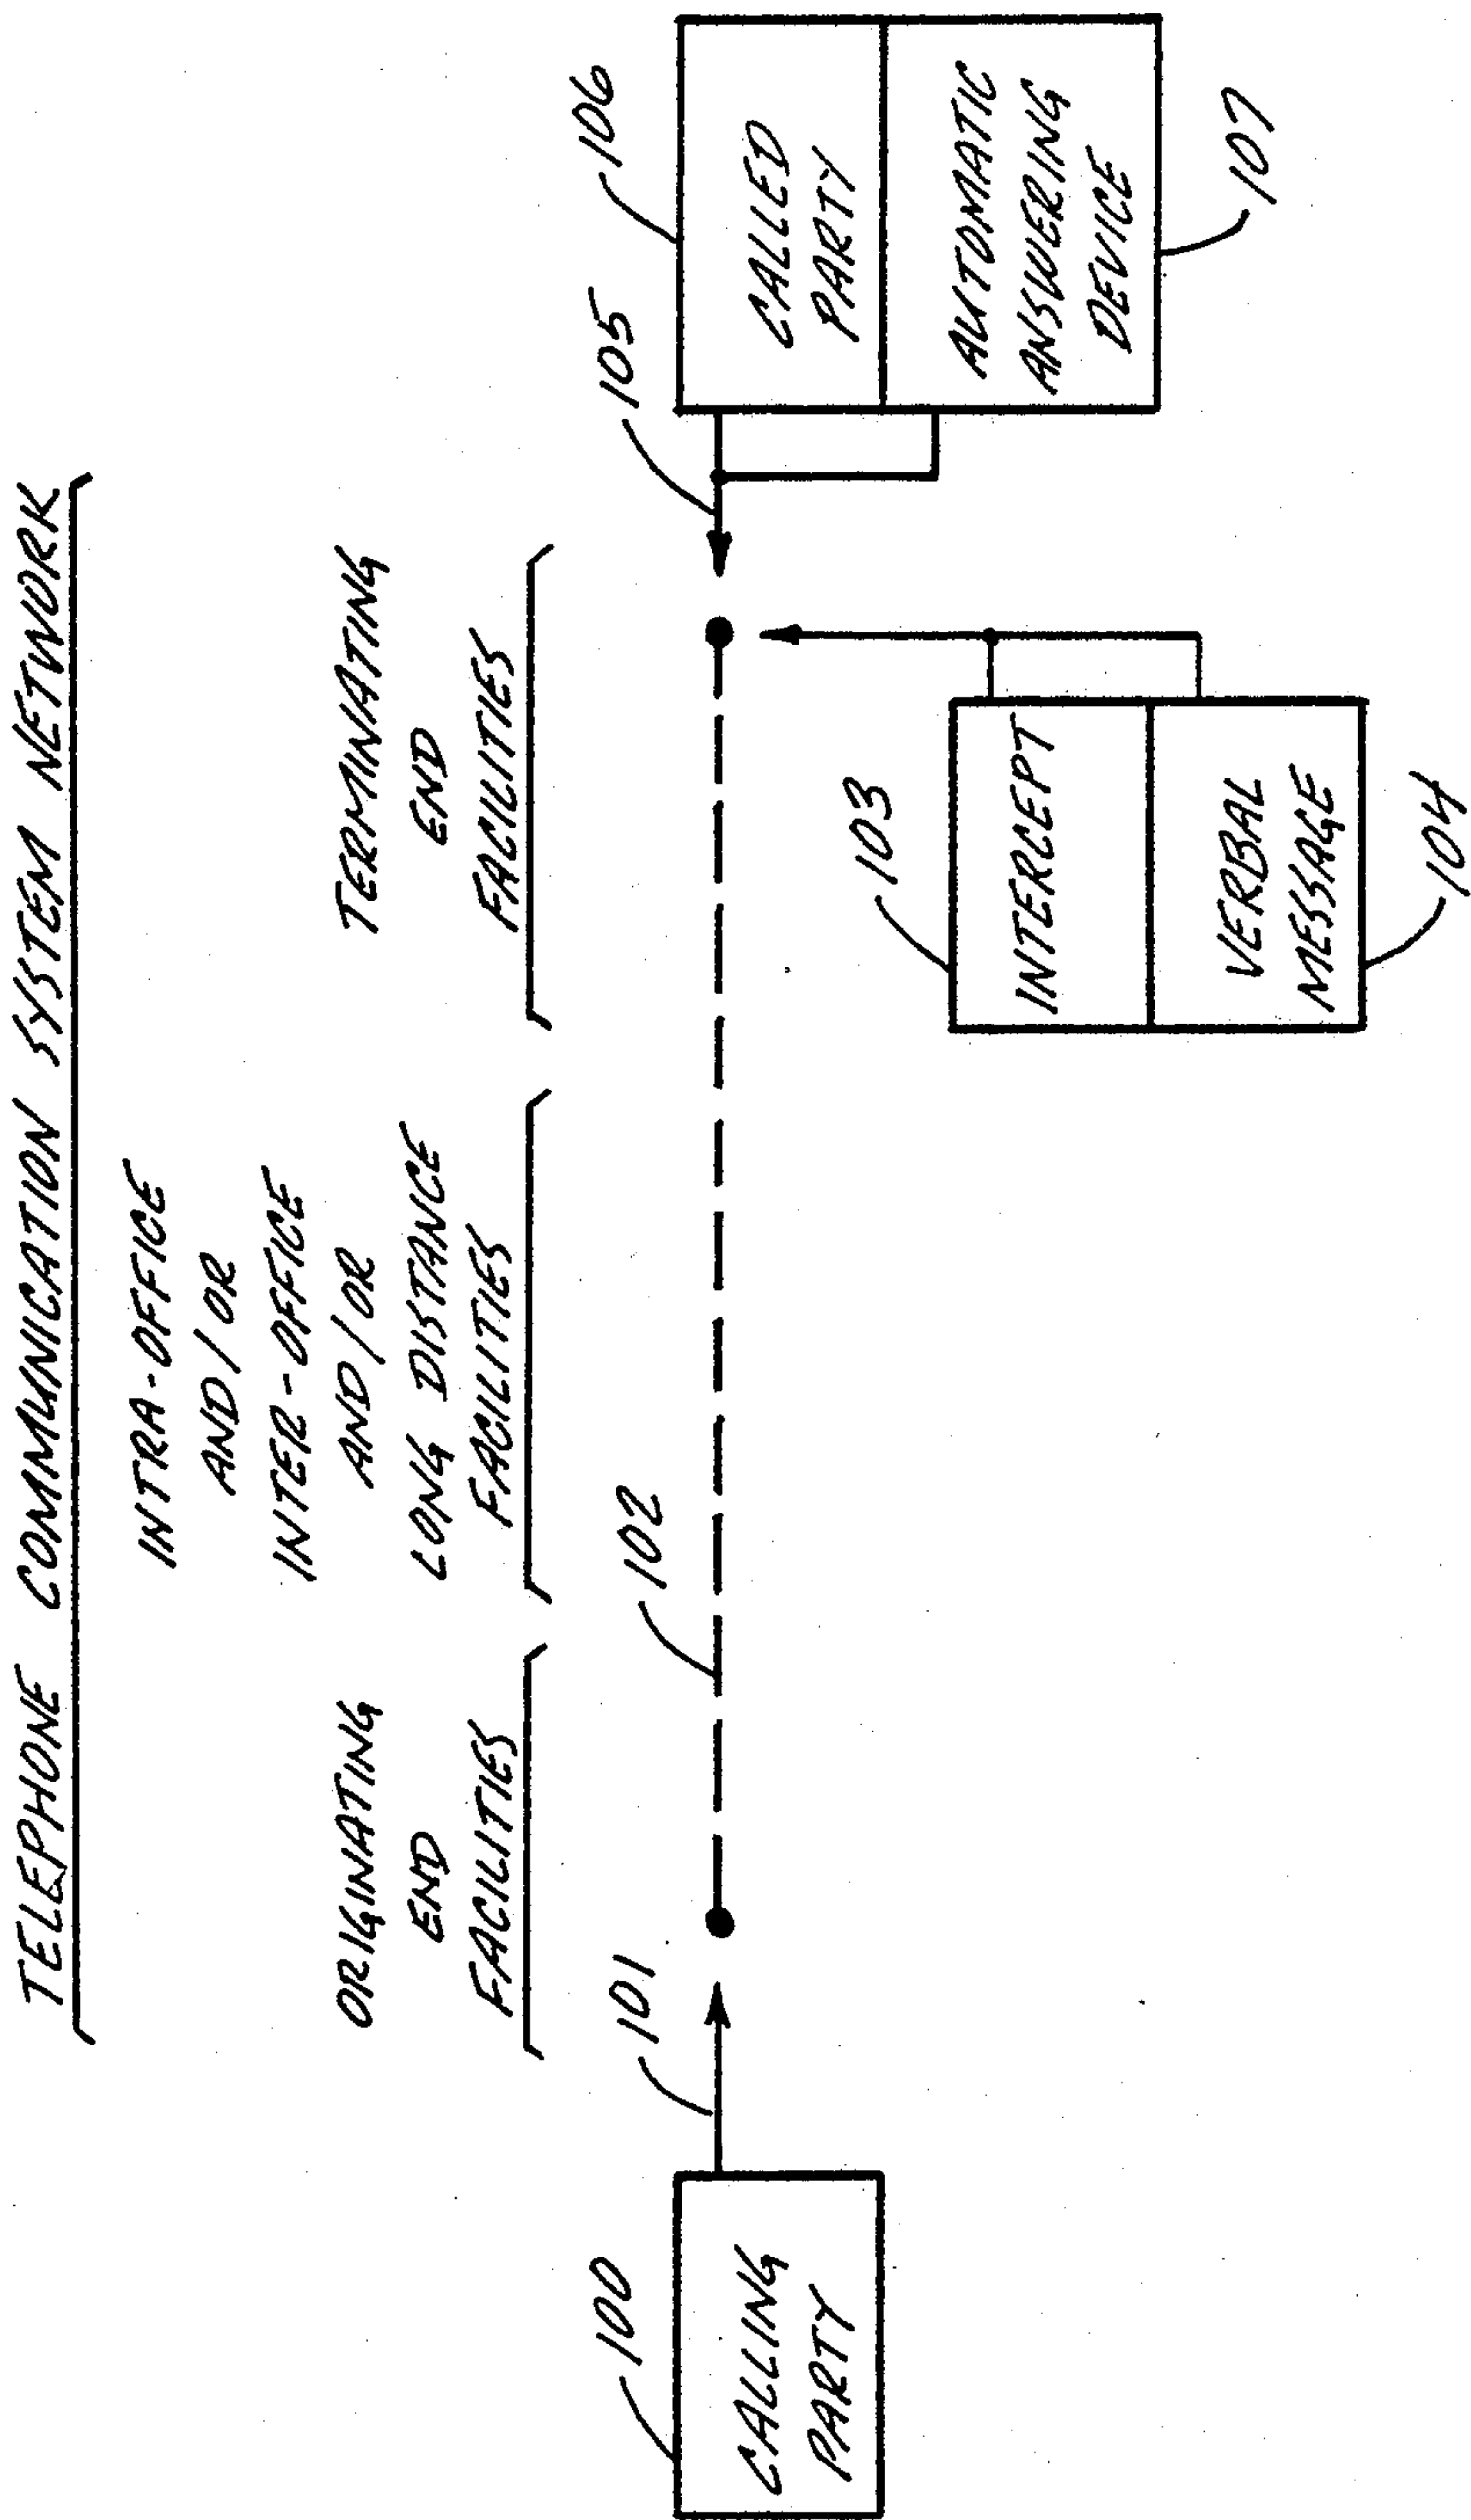 TELEPHONE COMMUNICATION SYSTEM NETWORK
ORIGINATING
END
FACILITIES
INTRA-OFFICE
AND/OR
INTER-OFFICE
AND/OR
LONG DISTANCE
FACILITIES
TERMINATING
END
FACILITIES
100
CALLING
PARTY
101
102
103
INTERCEPT
VERBAL
MESSAGE
104
105
106
CALLED
PARTY
AUTOMATIC
ANSWERING
DEVICE
107